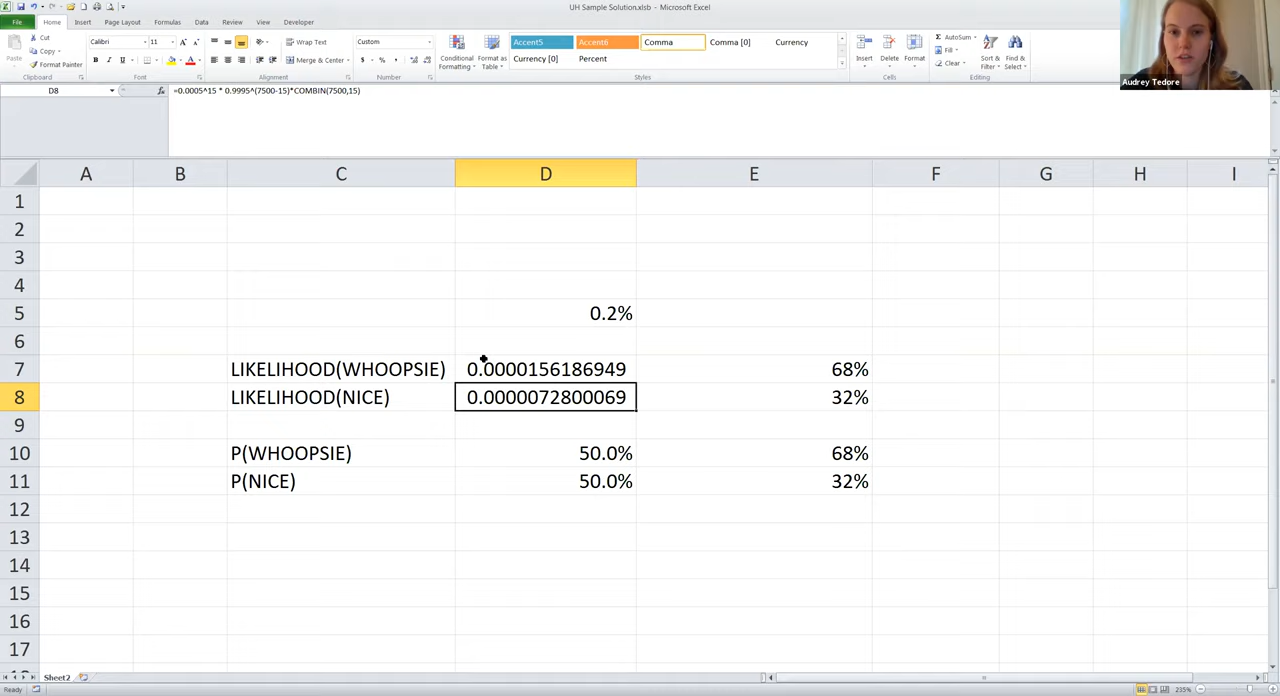 UH Sample Solution.xlsb - Microsoft Excel
File Home Insert Page Layout Formulas Data Review View Developer
Cut Calibri 11 Wrap Text Custom Accent5 Accent6 Comma Comma [0] Currency AutoSum
Copy Fill
Paste Format Painter B I U Merge & Center $ % , Conditional Formatting Format as Table Currency [0] Percent Insert Delete Format Clear Sort & Filter Find & Select
Clipboard Font Alignment Number Styles Cells Editing
Audrey Tedore
D8 fx =0.0005^15 * 0.9995^(7500-15)*COMBIN(7500,15)
A B C D E F G H I
1
2
3
4
5 0.2%
6
7 LIKELIHOOD(WHOOPSIE) 0.0000156186949 68%
8 LIKELIHOOD(NICE) 0.0000072800069 32%
9
10 P(WHOOPSIE) 50.0% 68%
11 P(NICE) 50.0% 32%
12
13
14
15
16
17
Sheet2
Ready 235%